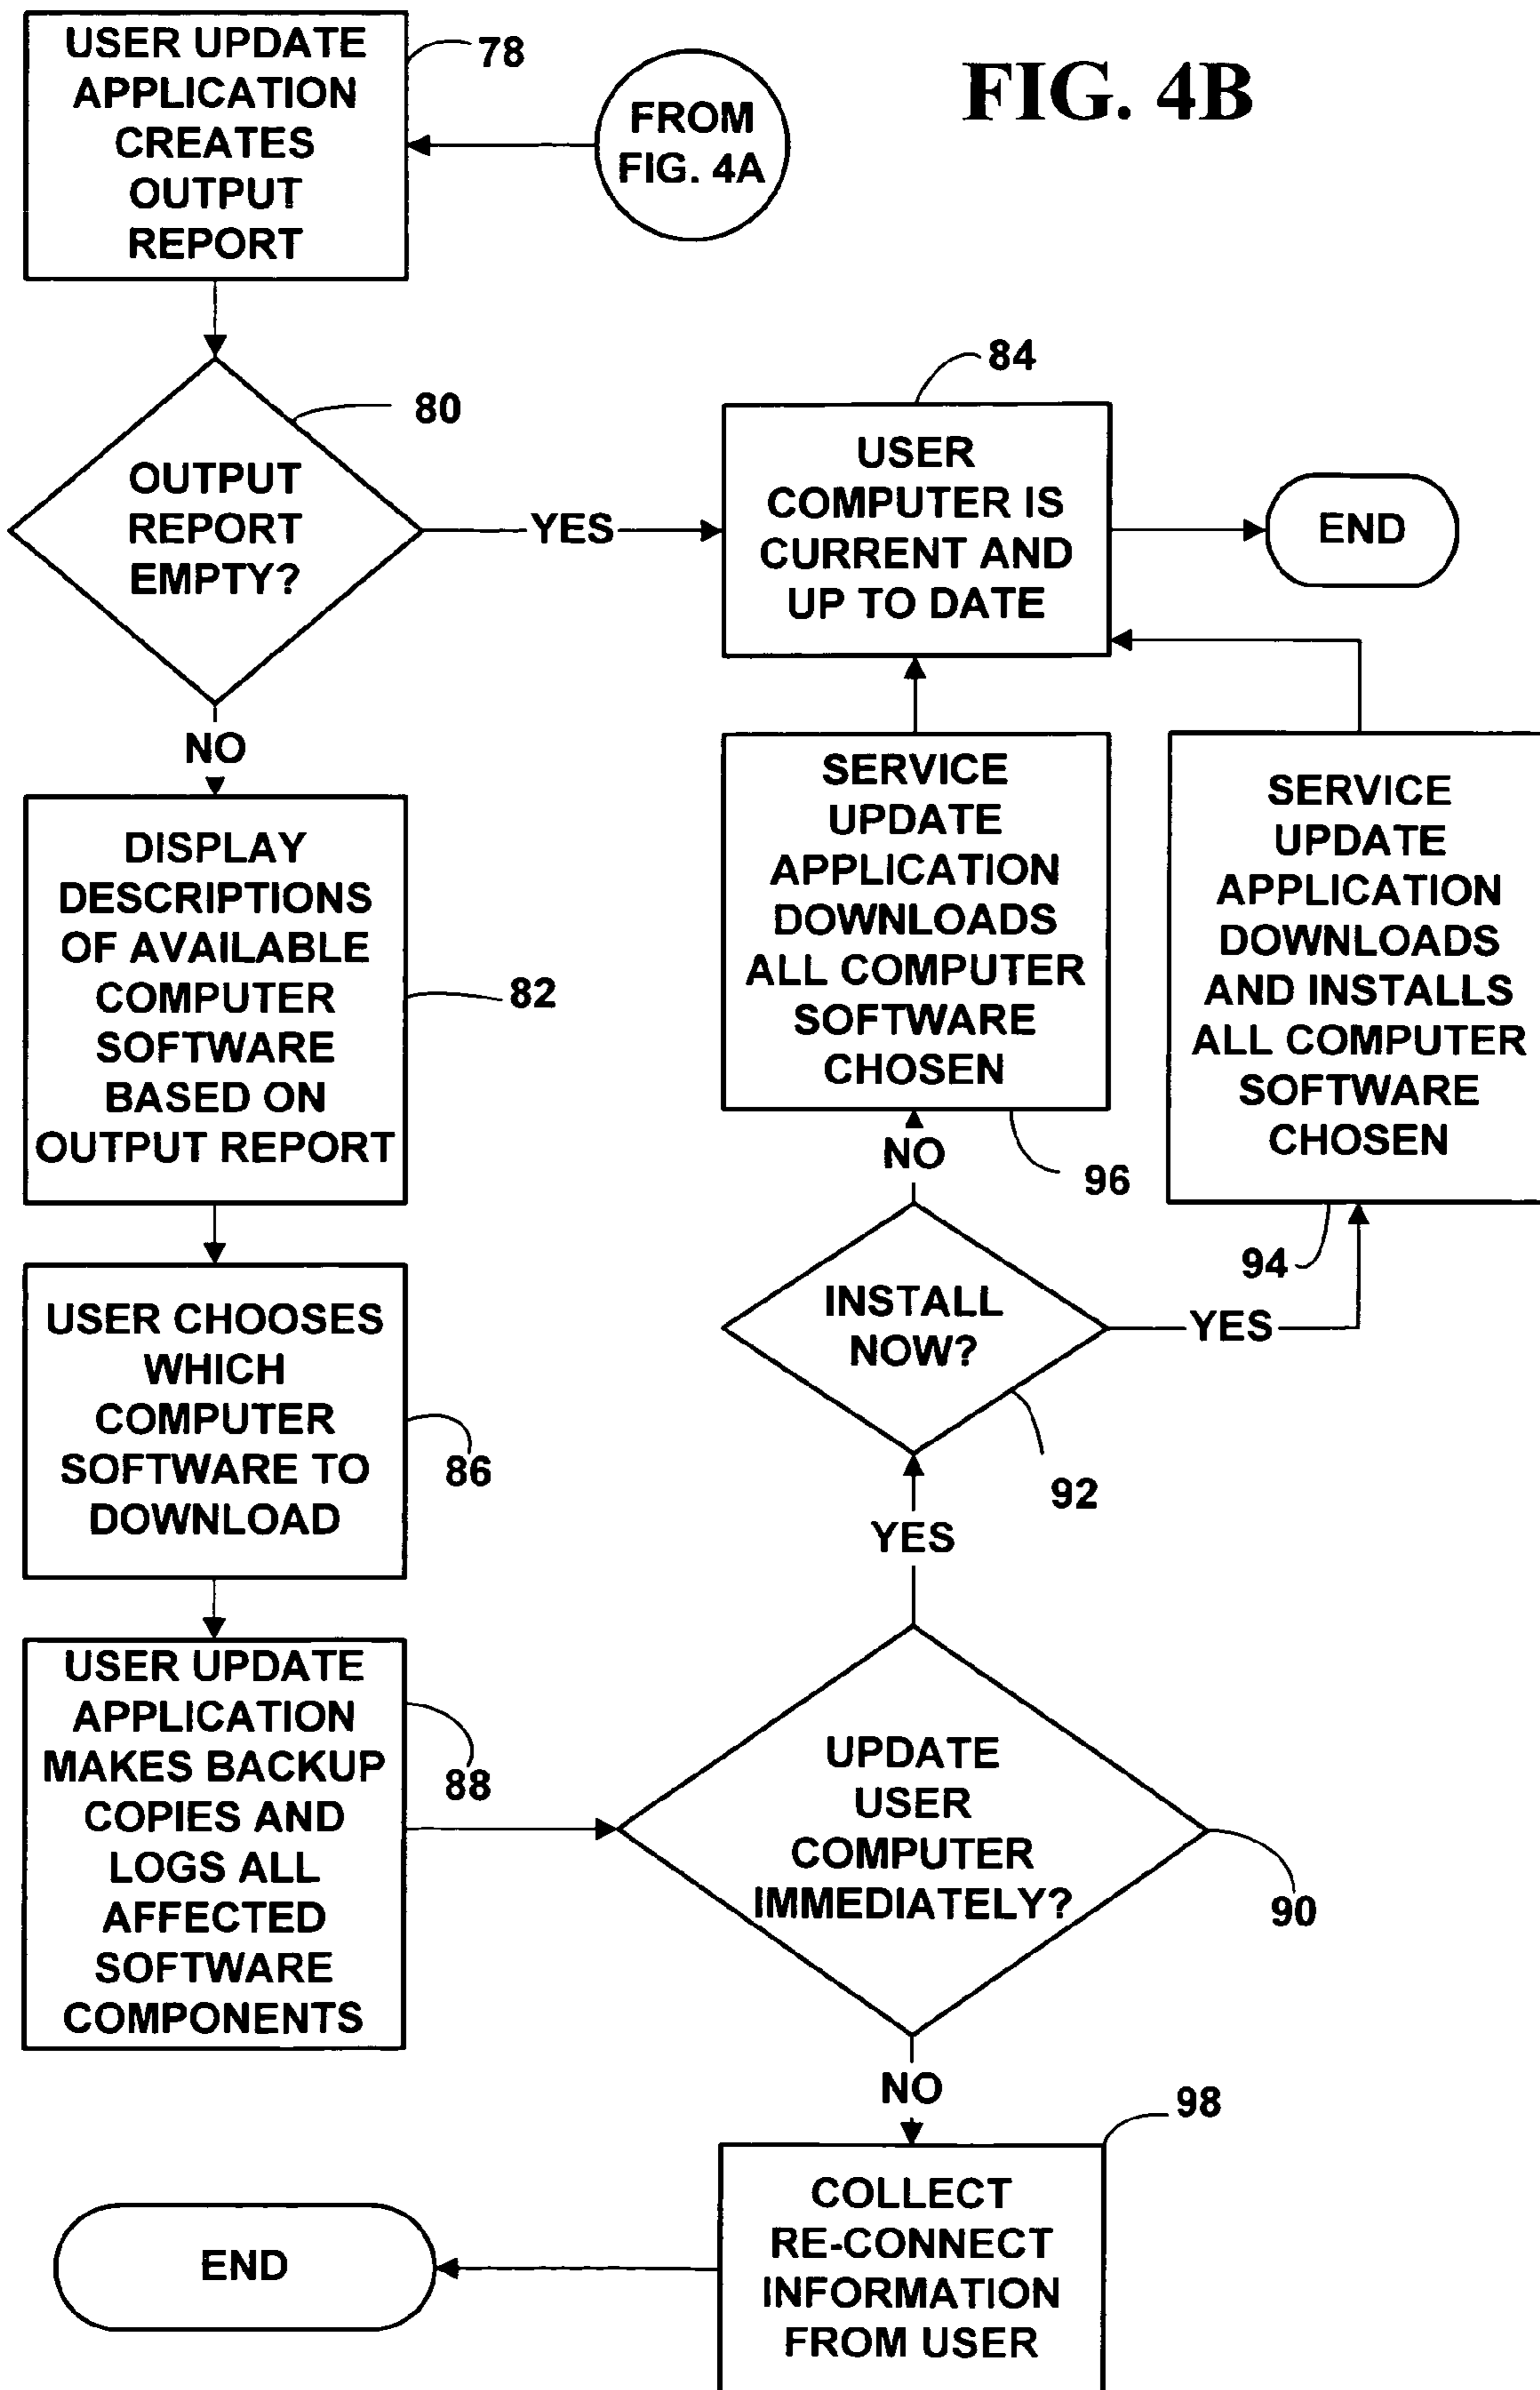 FIG. 4B
USER UPDATE
APPLICATION
CREATES
OUTPUT
REPORT
78
FROM
FIG. 4A
OUTPUT
REPORT
EMPTY?
80
YES
NO
84
USER
COMPUTER IS
CURRENT AND
UP TO DATE
END
DISPLAY
DESCRIPTIONS
OF AVAILABLE
COMPUTER
SOFTWARE
BASED ON
OUTPUT REPORT
82
USER CHOOSES
WHICH
COMPUTER
SOFTWARE TO
DOWNLOAD
86
USER UPDATE
APPLICATION
MAKES BACKUP
COPIES AND
LOGS ALL
AFFECTED
SOFTWARE
COMPONENTS
88
SERVICE
UPDATE
APPLICATION
DOWNLOADS
ALL COMPUTER
SOFTWARE
CHOSEN
96
SERVICE
UPDATE
APPLICATION
DOWNLOADS
AND INSTALLS
ALL COMPUTER
SOFTWARE
CHOSEN
94
NO
INSTALL
NOW?
YES
92
YES
UPDATE
USER
COMPUTER
IMMEDIATELY?
90
NO
98
COLLECT
RE-CONNECT
INFORMATION
FROM USER
END